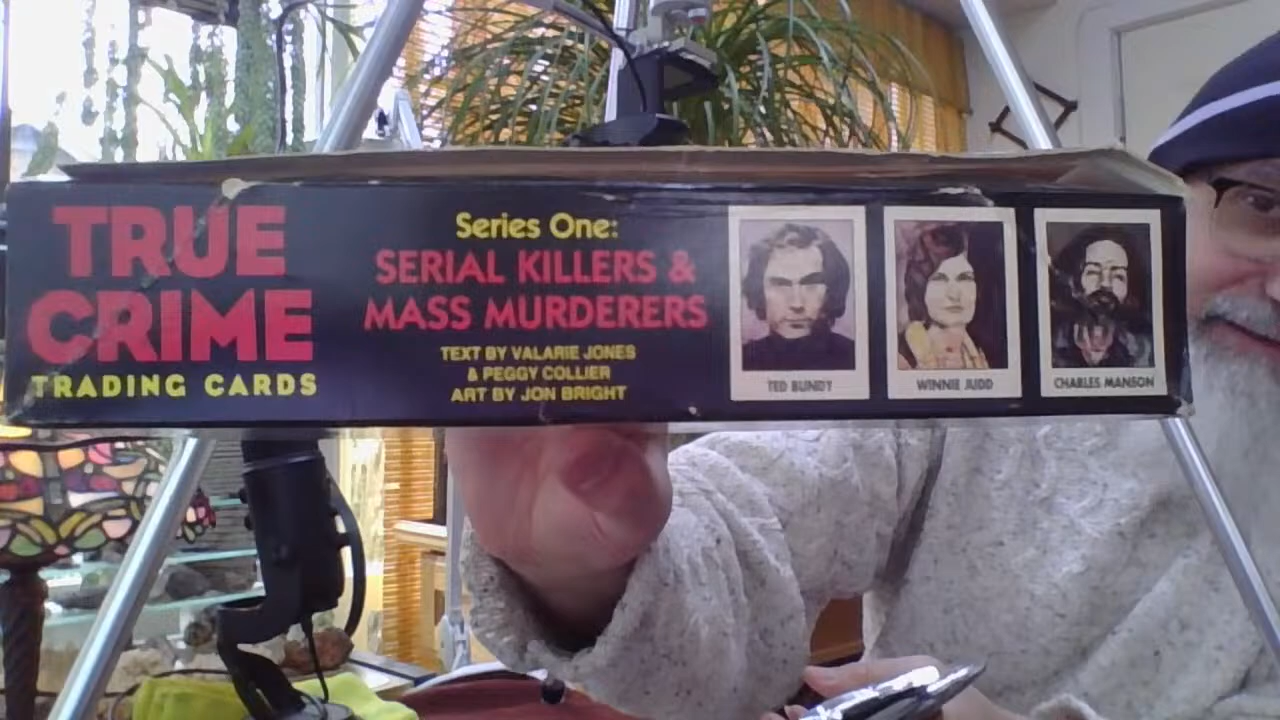 TRUE
CRIME
TRADING CARDS
Series One:
SERIAL KILLERS &
MASS MURDERERS
TEXT BY VALARIE JONES
& PEGGY COLLIER
ART BY JON BRIGHT
TED BUNDY
WINNIE JUDD
CHARLES MANSON